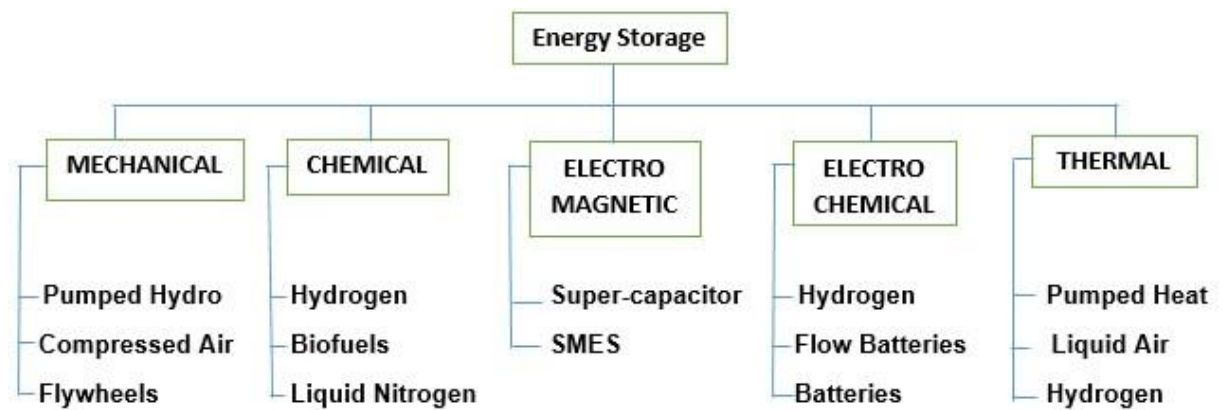 Energy Storage
MECHANICAL
Pumped Hydro
Compressed Air
Flywheels
CHEMICAL
Hydrogen
Biofuels
Liquid Nitrogen
ELECTRO
MAGNETIC
Super-capacitor
SMES
ELECTRO
CHEMICAL
Hydrogen
Flow Batteries
Batteries
THERMAL
Pumped Heat
Liquid Air
Hydrogen